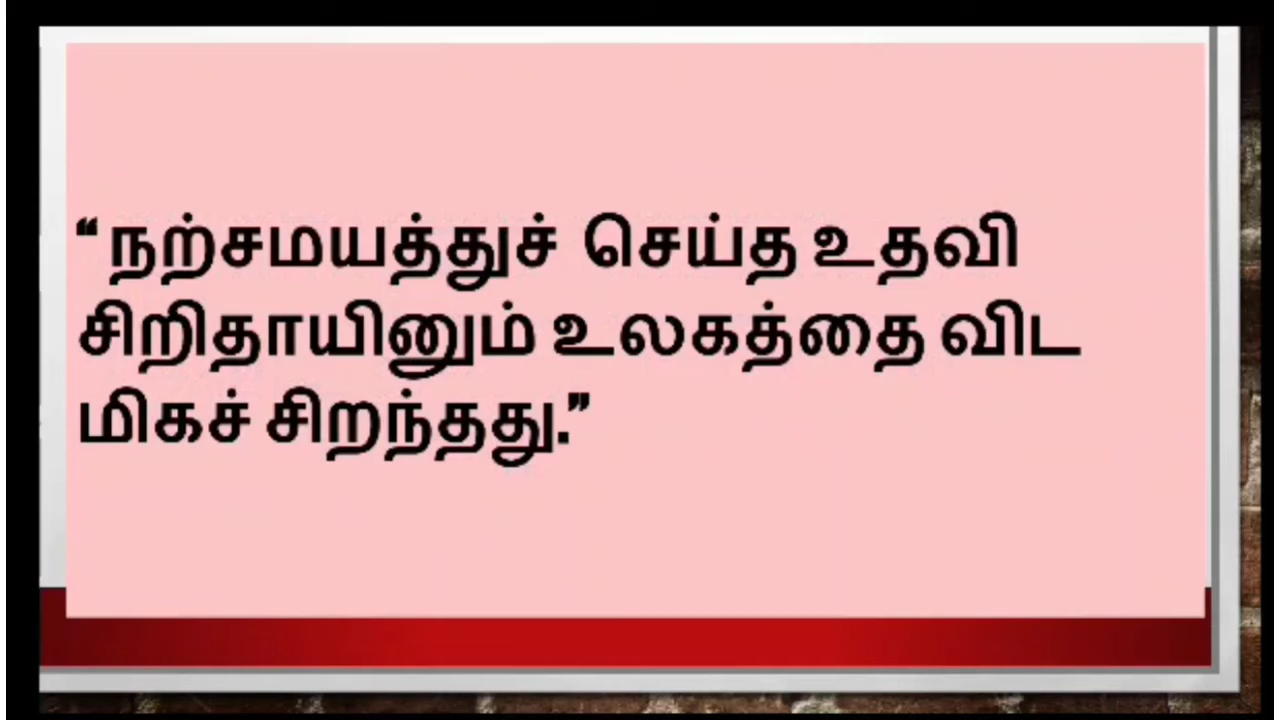 “ நற்சமயத்துச் செய்த உதவி
சிறிதாயினும் உலகத்தை விட
மிகச் சிறந்தது.”